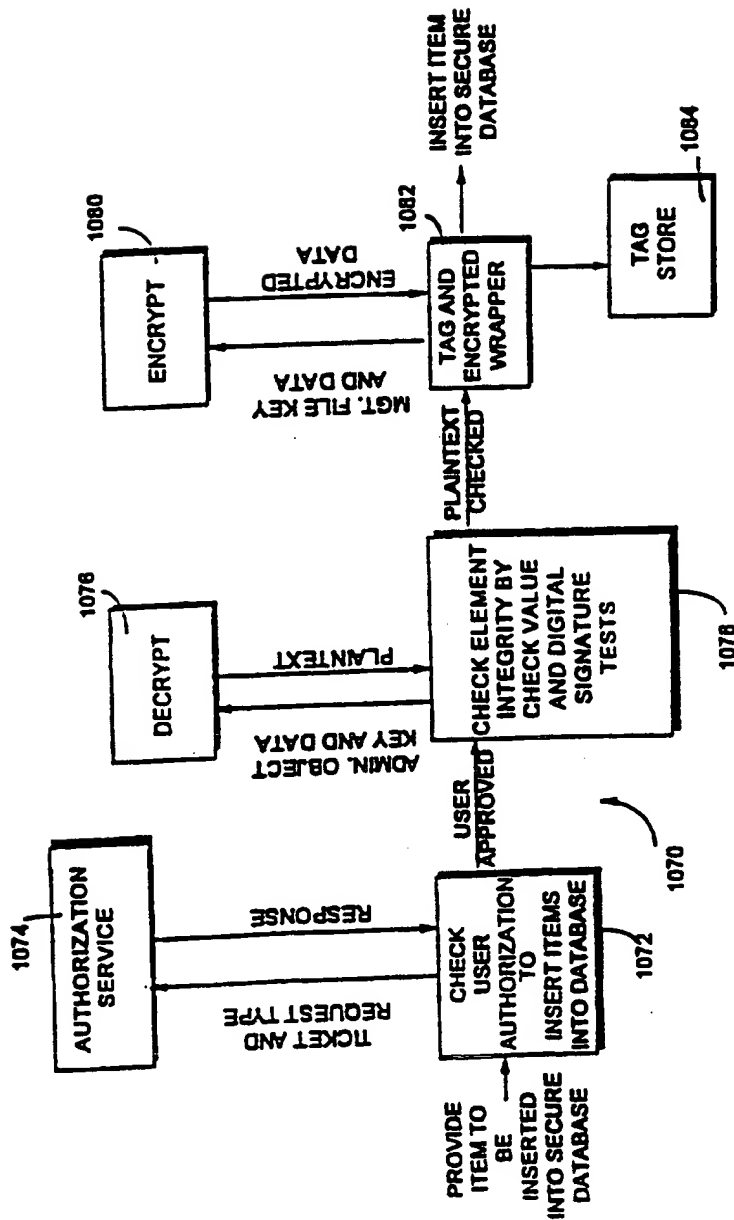 PROVIDE
ITEM TO
BE
INSERTED
INTO SECURE
DATABASE
1074
AUTHORIZATION
SERVICE
TICKET AND
REQUEST TYPE
RESPONSE
CHECK
USER
AUTHORIZATION
TO
INSERT ITEMS
INTO DATABASE
1072
1070
USER
APPROVED
1076
DECRYPT
ADMIN. OBJECT
KEY AND DATA
PLAINTEXT
CHECK ELEMENT
INTEGRITY BY
CHECK VALUE
AND DIGITAL
SIGNATURE
TESTS
1078
PLAINTEXT
CHECKED
1080
ENCRYPT
MGT. FILE KEY
AND DATA
ENCRYPTED
DATA
1082
TAG AND
ENCRYPTED
WRAPPER
INSERT ITEM
INTO SECURE
DATABASE
TAG
STORE
1084